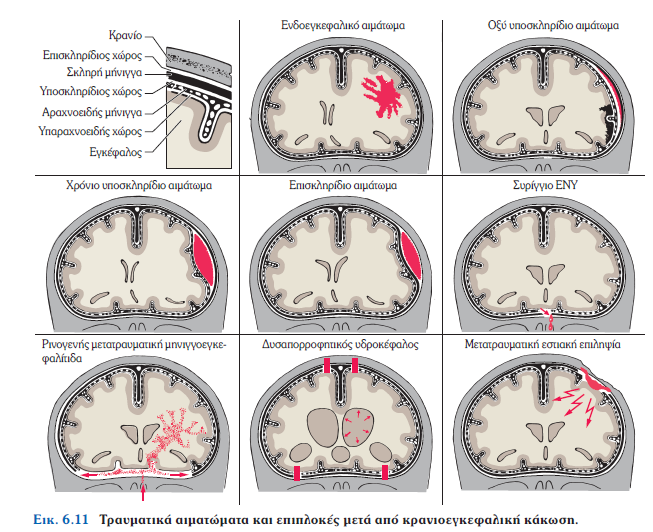 Κρανίο
Επισκληρίδιος χώρος
Σκληρή μήνιγγα
Υποσκληρίδιος χώρος
Αραχνοειδής μήνιγγα
Υπαραχνοειδής χώρος
Εγκέφαλος
Ενδοεγκεφαλικό αιμάτωμα
Οξύ υποσκληρίδιο αιμάτωμα
Χρόνιο υποσκληρίδιο αιμάτωμα
Επισκληρίδιο αιμάτωμα
Συρίγγιο ΕΝΥ
Ρινογενής μετατραυματική μηνιγγοεγκε-
φαλίτιδα
Δυσαπορροφητικός υδροκέφαλος
Μετατραυματική εστιακή επιληψία
Εικ. 6.11 Τραυματικά αιματώματα και επιπλοκές μετά από κρανιοεγκεφαλική κάκωση.